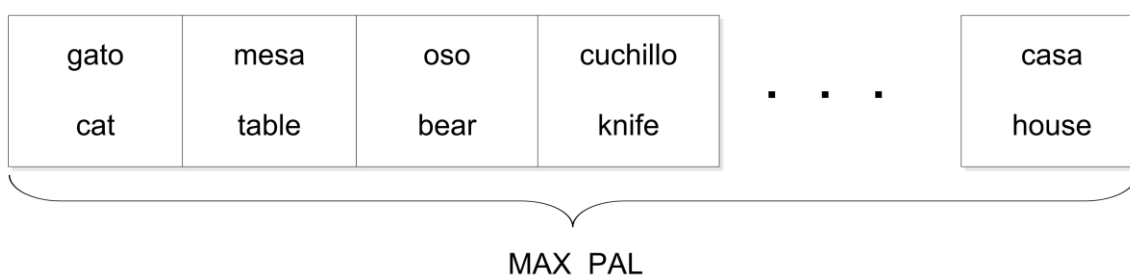 gato mesa oso cuchillo casa
cat table bear knife . . . house
MAX PAL